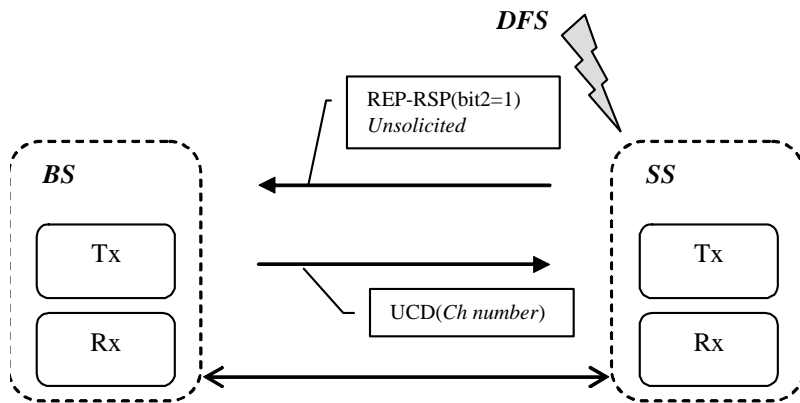 DFS
REP-RSP(bit2=1)
Unsolicited
BS
SS
Tx
Tx
UCD(Ch number)
Rx
Rx